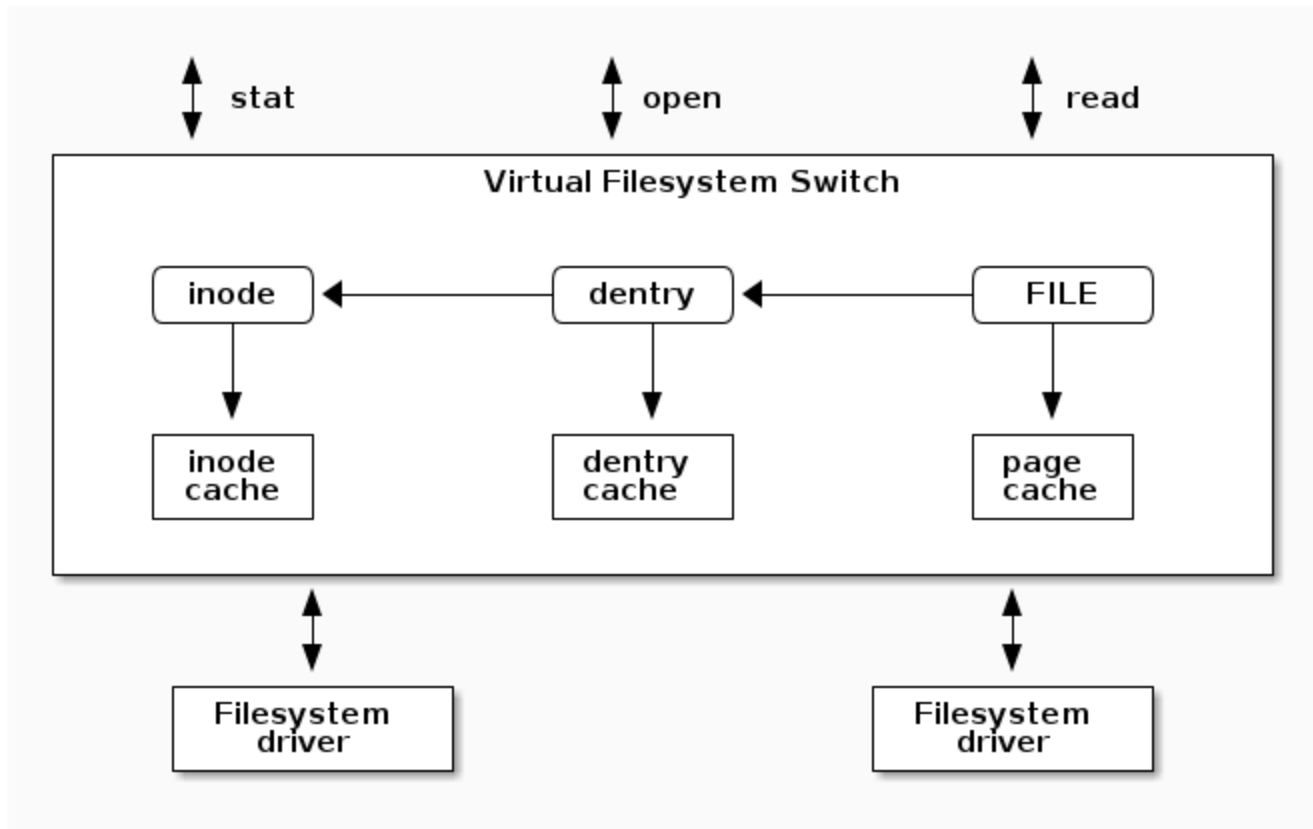 stat
open
read
Virtual Filesystem Switch
inode
dentry
FILE
inode
cache
dentry
cache
page
cache
Filesystem
driver
Filesystem
driver